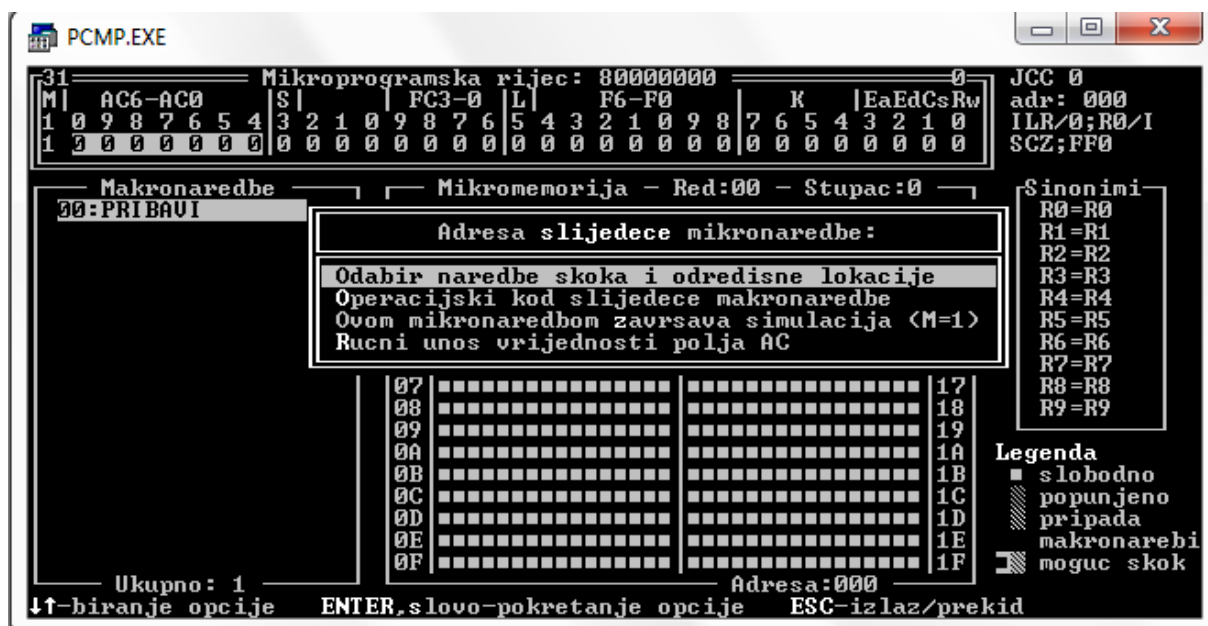 PCMP.EXE
31 Mikroprogramska rijec: 80000000 0
M| AC6-AC0 |S| | FC3-0 |L| F6-F0 | K |EaEdCsRw
1 0 9 8 7 6 5 4|3 2 1 0 9 8 7 6|5 4 3 2 1 0 9 8|7 6 5 4 3 2 1 0
1 0 0 0 0 0 0 0|0 0 0 0 0 0 0 0|0 0 0 0 0 0 0 0|0 0 0 0 0 0 0 0
JCC 0
adr: 000
ILR/0;R0/I
SCZ;FF0
Makronaredbe
00:PRIBAVI
Ukupno: 1
Mikromemorija - Red:00 - Stupac:0
Adresa slijedece mikronaredbe:
Odabir naredbe skoka i odredisne lokacije
Operacijski kod slijedece makronaredbe
Ovom mikronaredbom zavrsava simulacija (M=1)
Rucni unos vrijednosti polja AC
07 17
08 18
09 19
0A 1A
0B 1B
0C 1C
0D 1D
0E 1E
0F 1F
Adresa:000
Sinonimi
R0=R0
R1=R1
R2=R2
R3=R3
R4=R4
R5=R5
R6=R6
R7=R7
R8=R8
R9=R9
Legenda
slobodno
popunjeno
pripada
makronarebi
moguc skok
↓↑-biranje opcije ENTER,slovo-pokretanje opcije ESC-izlaz/prekid